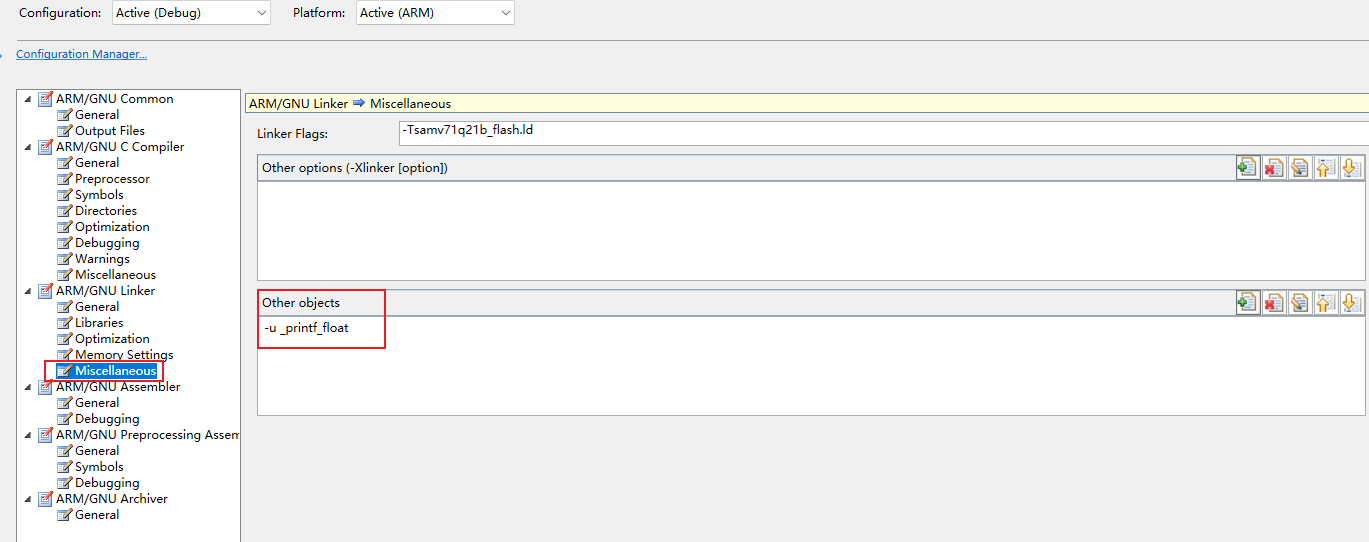 Configuration: Active (Debug) Platform: Active (ARM)
Configuration Manager...
ARM/GNU Common
General
Output Files
ARM/GNU C Compiler
General
Preprocessor
Symbols
Directories
Optimization
Debugging
Warnings
Miscellaneous
ARM/GNU Linker
General
Libraries
Optimization
Memory Settings
Miscellaneous
ARM/GNU Assembler
General
Debugging
ARM/GNU Preprocessing Assem
General
Symbols
Debugging
ARM/GNU Archiver
General
ARM/GNU Linker Miscellaneous
Linker Flags: -Tsamv71q21b_flash.ld
Other options (-Xlinker [option])
Other objects
-u _printf_float